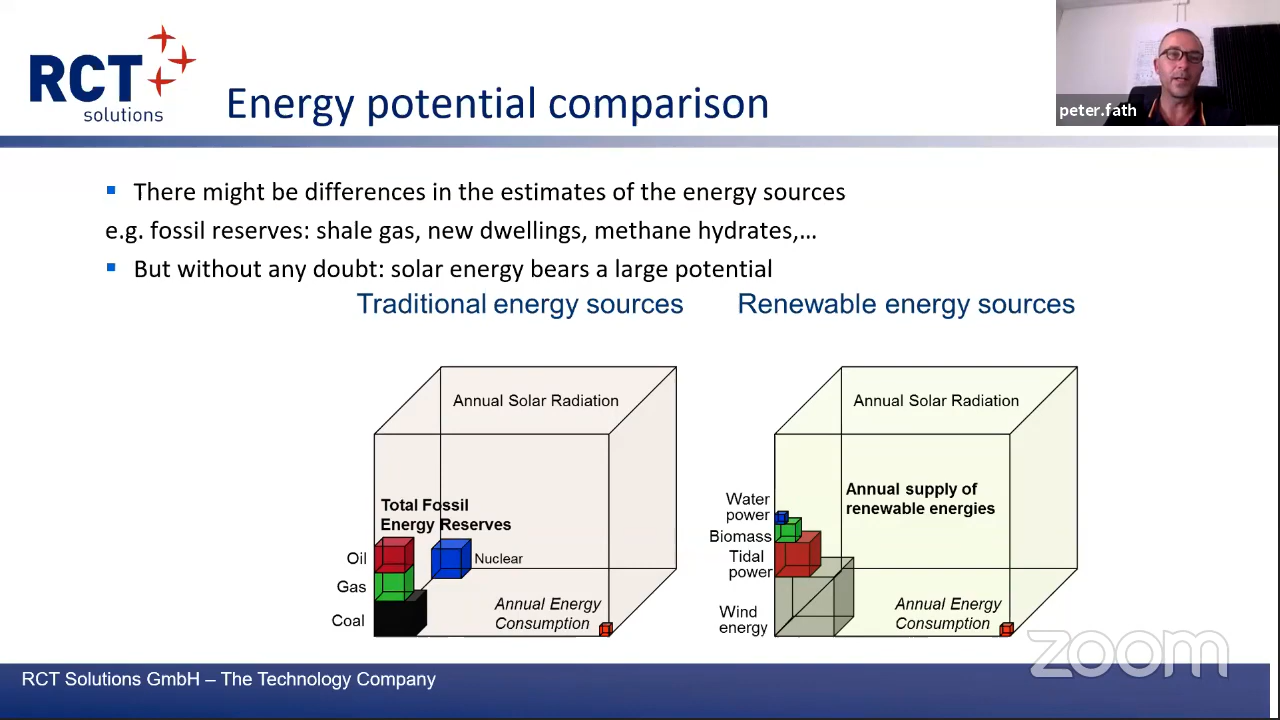 RCT
solutions
Energy potential comparison
peter.fath
There might be differences in the estimates of the energy sources
e.g. fossil reserves: shale gas, new dwellings, methane hydrates,...
But without any doubt: solar energy bears a large potential
Traditional energy sources
Annual Solar Radiation
Total Fossil
Energy Reserves
Oil
Nuclear
Gas
Coal
Annual Energy
Consumption
Renewable energy sources
Annual Solar Radiation
Annual supply of
renewable energies
Water
power
Biomass
Tidal
power
Wind
energy
Annual Energy
Consumption
zoom
RCT Solutions GmbH – The Technology Company